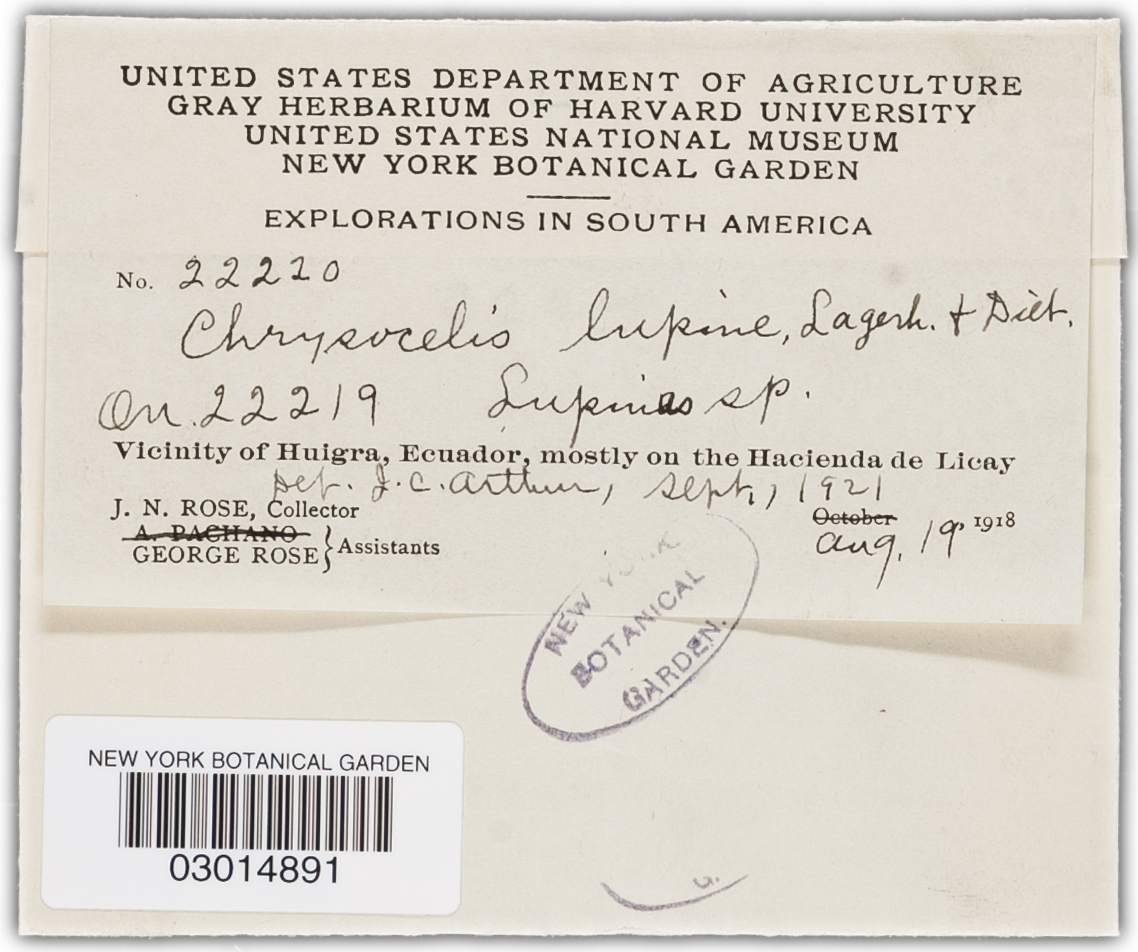 UNITED STATES DEPARTMENT OF AGRICULTURE
GRAY HERBARIUM OF HARVARD UNIVERSITY
UNITED STATES NATIONAL MUSEUM
NEW YORK BOTANICAL GARDEN
EXPLORATIONS IN SOUTH AMERICA
No. 22220
Chrysocelis lupine, Lagerh. & Diet.
On 22219 Lupinus sp.
Vicinity of Huigra, Ecuador, mostly on the Hacienda de Licay
Det. J. C. Arthur, Sept., 1921
J. N. ROSE, Collector
A. PACHANO
GEORGE ROSE } Assistants
October 1918
Aug. 19,
NEW YORK
BOTANICAL
GARDEN.
NEW YORK BOTANICAL GARDEN
03014891